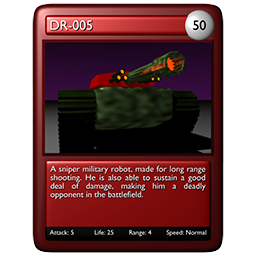 DR-005
50
A sniper military robot, made for long range
shooting. He is also able to sustain a good
deal of damage, making him a deadly
opponent in the battlefield.
Attack: 5 Life: 25 Range: 4 Speed: Normal